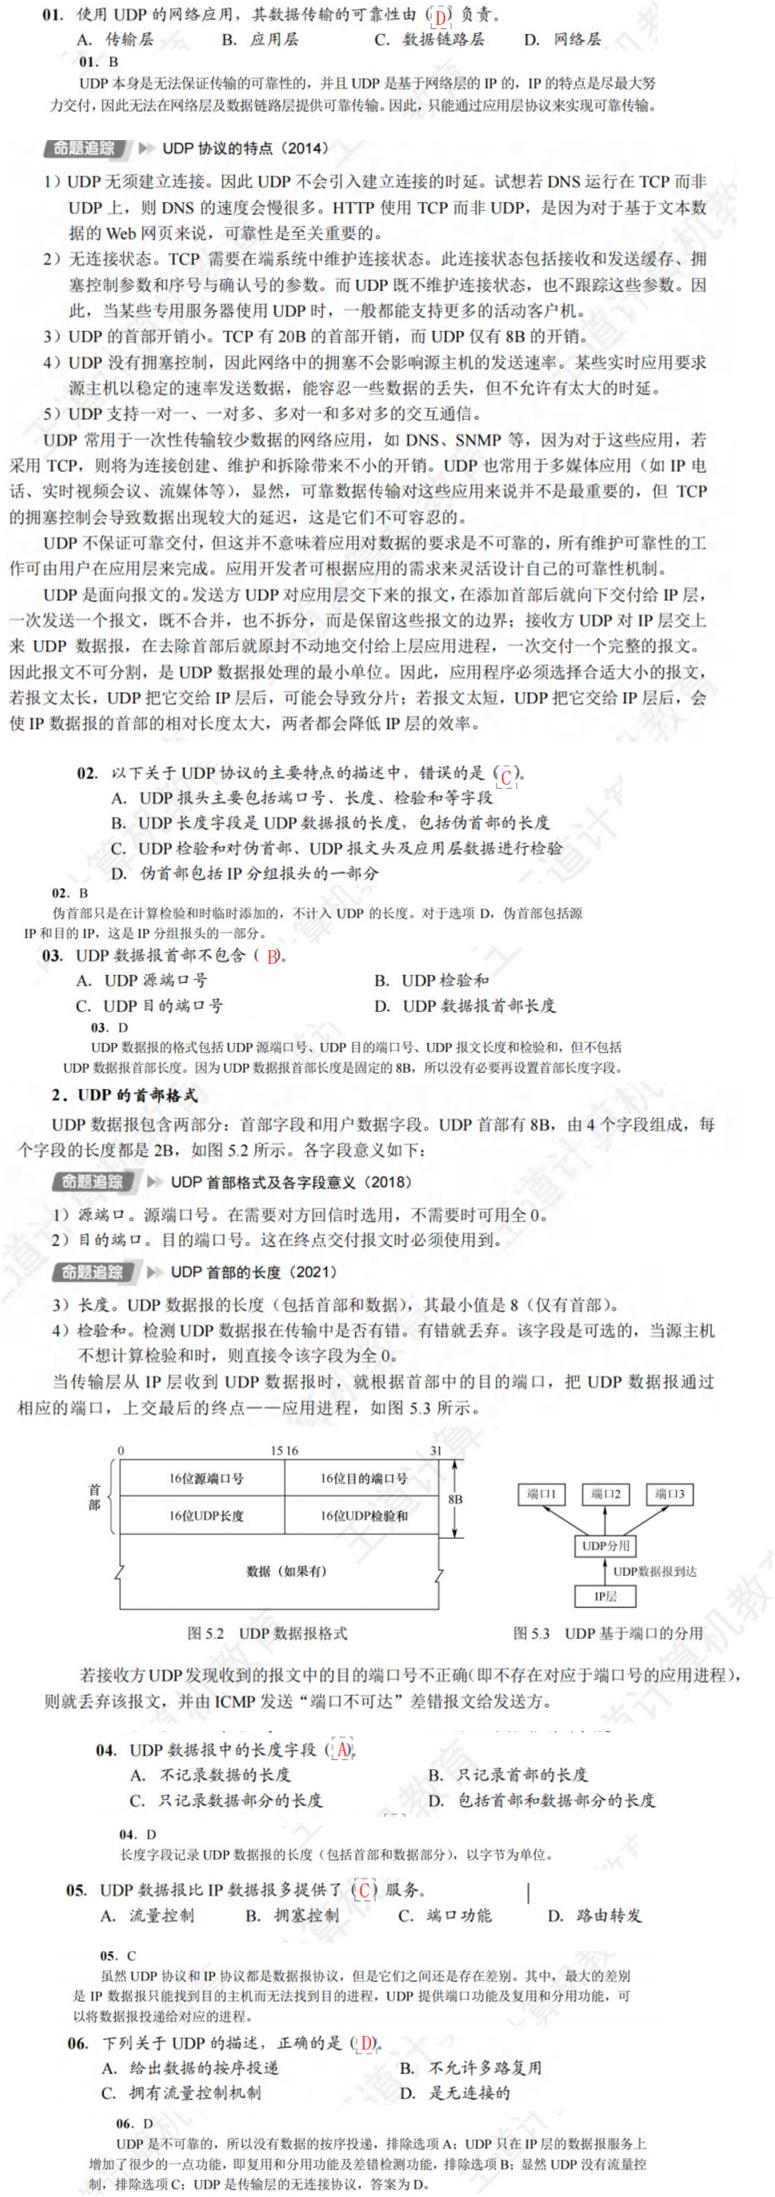 01. 使用 UDP 的网络应用，其数据传输的可靠性由（ D ）负责。
A. 传输层 B. 应用层 C. 数据链路层 D. 网络层
01. B
UDP 本身是无法保证传输的可靠性的，并且 UDP 是基于网络层的 IP 的，IP 的特点是尽最大努
力交付，因此无法在网络层及数据链路层提供可靠传输。因此，只能通过应用层协议来实现可靠传输。
命题追踪 UDP 协议的特点（2014）
1）UDP 无须建立连接。因此 UDP 不会引入建立连接的时延。试想若 DNS 运行在 TCP 而非
UDP 上，则 DNS 的速度会慢很多。HTTP 使用 TCP 而非 UDP，是因为对于基于文本数
据的 Web 网页来说，可靠性是至关重要的。
2）无连接状态。TCP 需要在端系统中维护连接状态。此连接状态包括接收和发送缓存、拥
塞控制参数和序号与确认号的参数。而 UDP 既不维护连接状态，也不跟踪这些参数。因
此，当某些专用服务器使用 UDP 时，一般都能支持更多的活动客户机。
3）UDP 的首部开销小。TCP 有 20B 的首部开销，而 UDP 仅有 8B 的开销。
4）UDP 没有拥塞控制，因此网络中的拥塞不会影响源主机的发送速率。某些实时应用要求
源主机以稳定的速率发送数据，能容忍一些数据的丢失，但不允许有太大的时延。
5）UDP 支持一对一、一对多、多对一和多对多的交互通信。
UDP 常用于一次性传输较少数据的网络应用，如 DNS、SNMP 等，因为对于这些应用，若
采用 TCP，则将为连接创建、维护和拆除带来不小的开销。UDP 也常用于多媒体应用（如 IP 电
话、实时视频会议、流媒体等），显然，可靠数据传输对这些应用来说并不是最重要的，但 TCP
的拥塞控制会导致数据出现较大的延迟，这是它们不可容忍的。
UDP 不保证可靠交付，但这并不意味着应用对数据的要求是不可靠的，所有维护可靠性的工
作可由用户在应用层来完成。应用开发者可根据应用的需求来灵活设计自己的可靠性机制。
UDP 是面向报文的。发送方 UDP 对应用层交下来的报文，在添加首部后就向下交付给 IP 层，
一次发送一个报文，既不合并，也不拆分，而是保留这些报文的边界；接收方 UDP 对 IP 层交上
来 UDP 数据报，在去除首部后就原封不动地交付给上层应用进程，一次交付一个完整的报文。
因此报文不可分割，是 UDP 数据报处理的最小单位。因此，应用程序必须选择合适大小的报文，
若报文太长，UDP 把它交给 IP 层后，可能会导致分片；若报文太短，UDP 把它交给 IP 层后，会
使 IP 数据报的首部的相对长度太大，两者都会降低 IP 层的效率。
02. 以下关于 UDP 协议的主要特点的描述中，错误的是（ C ）。
A. UDP 报头主要包括端口号、长度、检验和等字段
B. UDP 长度字段是 UDP 数据报的长度，包括伪首部的长度
C. UDP 检验和对伪首部、UDP 报文头及应用层数据进行检验
D. 伪首部包括 IP 分组报头的一部分
02. B
伪首部只是在计算检验和时临时添加的，不计入 UDP 的长度。对于选项 D，伪首部包括源
IP 和目的 IP，这是 IP 分组报头的一部分。
03. UDP 数据报首部不包含（ B ）。
A. UDP 源端口号 B. UDP 检验和
C. UDP 目的端口号 D. UDP 数据报首部长度
03. D
UDP 数据报的格式包括 UDP 源端口号、UDP 目的端口号、UDP 报文长度和检验和，但不包括
UDP 数据报首部长度。因为 UDP 数据报首部长度是固定的 8B，所以没有必要再设置首部长度字段。
2. UDP 的首部格式
UDP 数据报包含两部分：首部字段和用户数据字段。UDP 首部有 8B，由 4 个字段组成，每
个字段的长度都是 2B，如图 5.2 所示。各字段意义如下：
命题追踪 UDP 首部格式及各字段意义（2018）
1）源端口。源端口号。在需要对方回信时选用，不需要时可用全 0。
2）目的端口。目的端口号。这在终点交付报文时必须使用到。
命题追踪 UDP 首部的长度（2021）
3）长度。UDP 数据报的长度（包括首部和数据），其最小值是 8（仅有首部）。
4）检验和。检测 UDP 数据报在传输中是否有错。有错就丢弃。该字段是可选的，当源主机
不想计算检验和时，则直接令该字段为全 0。
当传输层从 IP 层收到 UDP 数据报时，就根据首部中的目的端口，把 UDP 数据报通过
相应的端口，上交最后的终点——应用进程，如图 5.3 所示。
0 15 16 31
首部 16位源端口号 16位目的端口号 8B
16位UDP长度 16位UDP检验和
数据（如果有）
图 5.2 UDP 数据报格式
端口1 端口2 端口3
UDP分用
UDP数据报到达
IP层
图 5.3 UDP 基于端口的分用
若接收方 UDP 发现收到的报文中的目的端口号不正确（即不存在对应于端口号的应用进程），
则就丢弃该报文，并由 ICMP 发送“端口不可达”差错报文给发送方。
04. UDP 数据报中的长度字段（ A ）。
A. 不记录数据的长度 B. 只记录首部的长度
C. 只记录数据部分的长度 D. 包括首部和数据部分的长度
04. D
长度字段记录 UDP 数据报的长度（包括首部和数据部分），以字节为单位。
05. UDP 数据报比 IP 数据报多提供了（ C ）服务。
A. 流量控制 B. 拥塞控制 C. 端口功能 D. 路由转发
05. C
虽然 UDP 协议和 IP 协议都是数据报协议，但是它们之间还是存在差别。其中，最大的差别
是 IP 数据报只能找到目的主机而无法找到目的进程，UDP 提供端口功能及复用和分用功能，可
以将数据报投递给对应的进程。
06. 下列关于 UDP 的描述，正确的是（ D ）。
A. 给出数据的按序投递 B. 不允许多路复用
C. 拥有流量控制机制 D. 是无连接的
06. D
UDP 是不可靠的，所以没有数据的按序投递，排除选项 A；UDP 只在 IP 层的数据报服务上
增加了很少的一点功能，即复用和分用功能及差错检测功能，排除选项 B；显然 UDP 没有流量控
制，排除选项 C；UDP 是传输层的无连接协议，答案为 D。